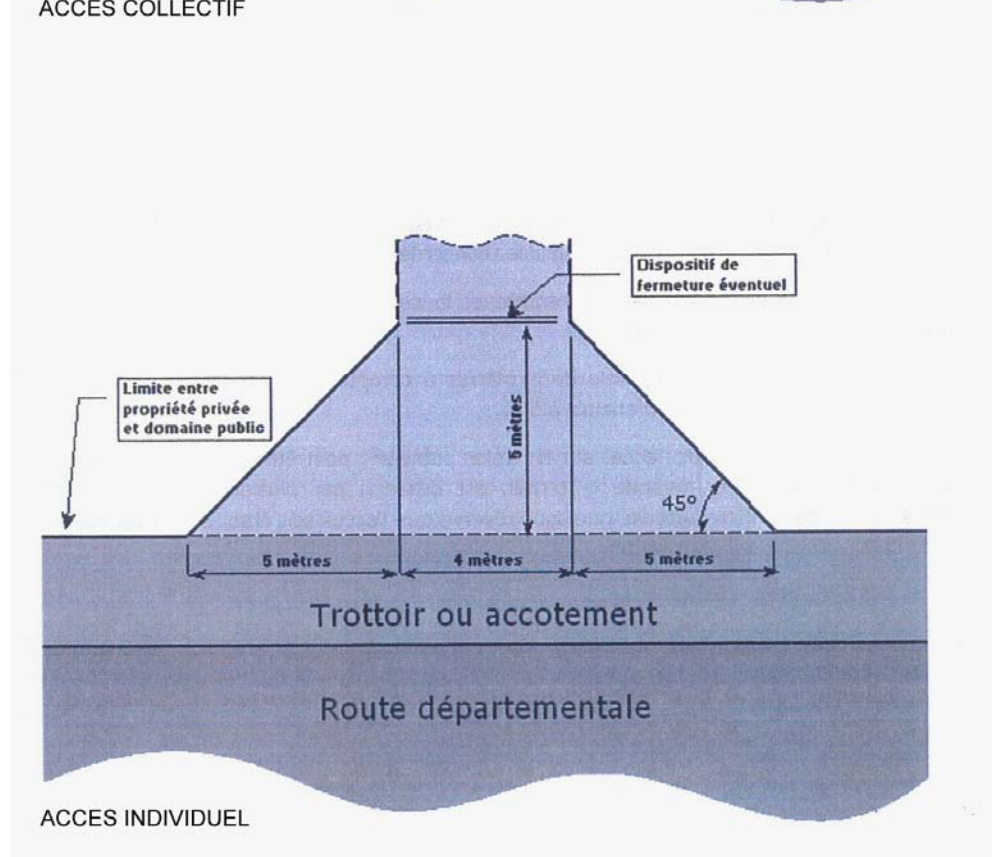 ACCES COLLECTIF
Dispositif de
fermeture éventuel
Limite entre
propriété privée
et domaine public
5 mètres
45°
5 mètres
4 mètres
5 mètres
Trottoir ou accotement
Route départementale
ACCES INDIVIDUEL